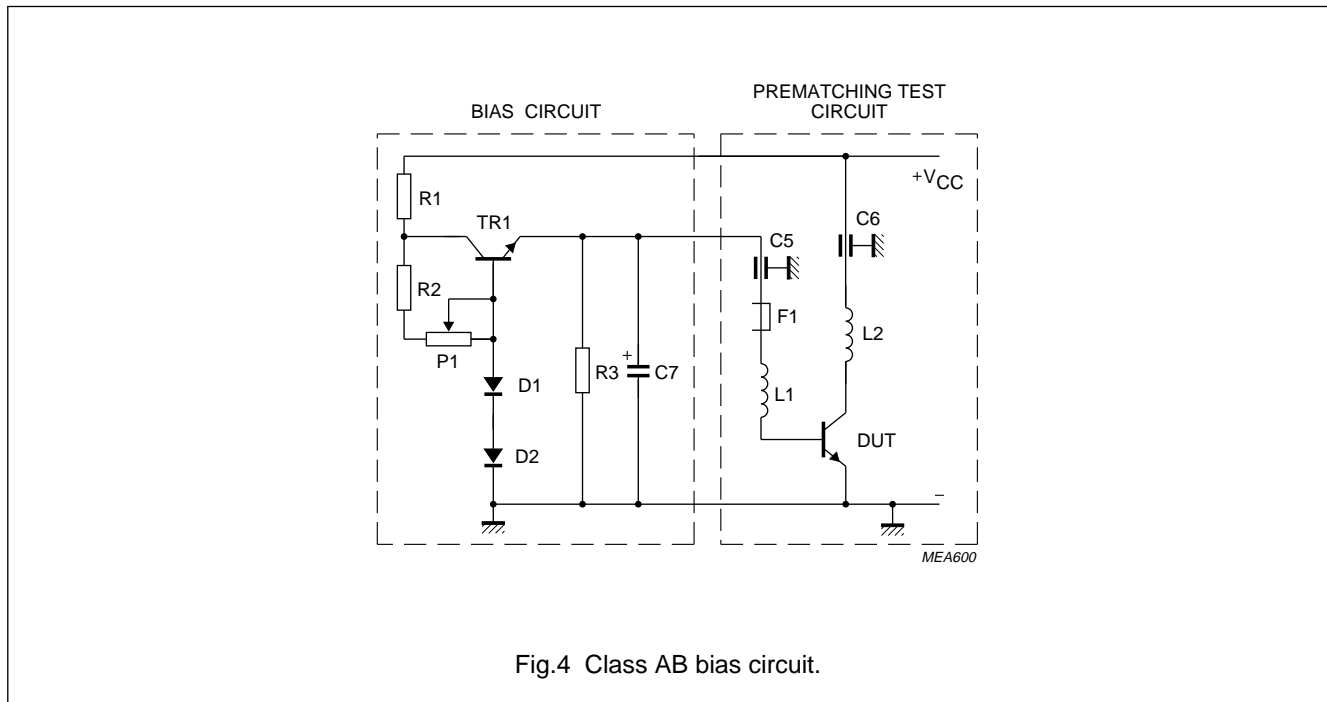 BIAS CIRCUIT
PREMATCHING TEST
CIRCUIT
+VCC
R1
TR1
C6
C5
R2
F1
L2
P1
+
D1
R3
C7
L1
DUT
D2
–
MEA600
Fig.4 Class AB bias circuit.